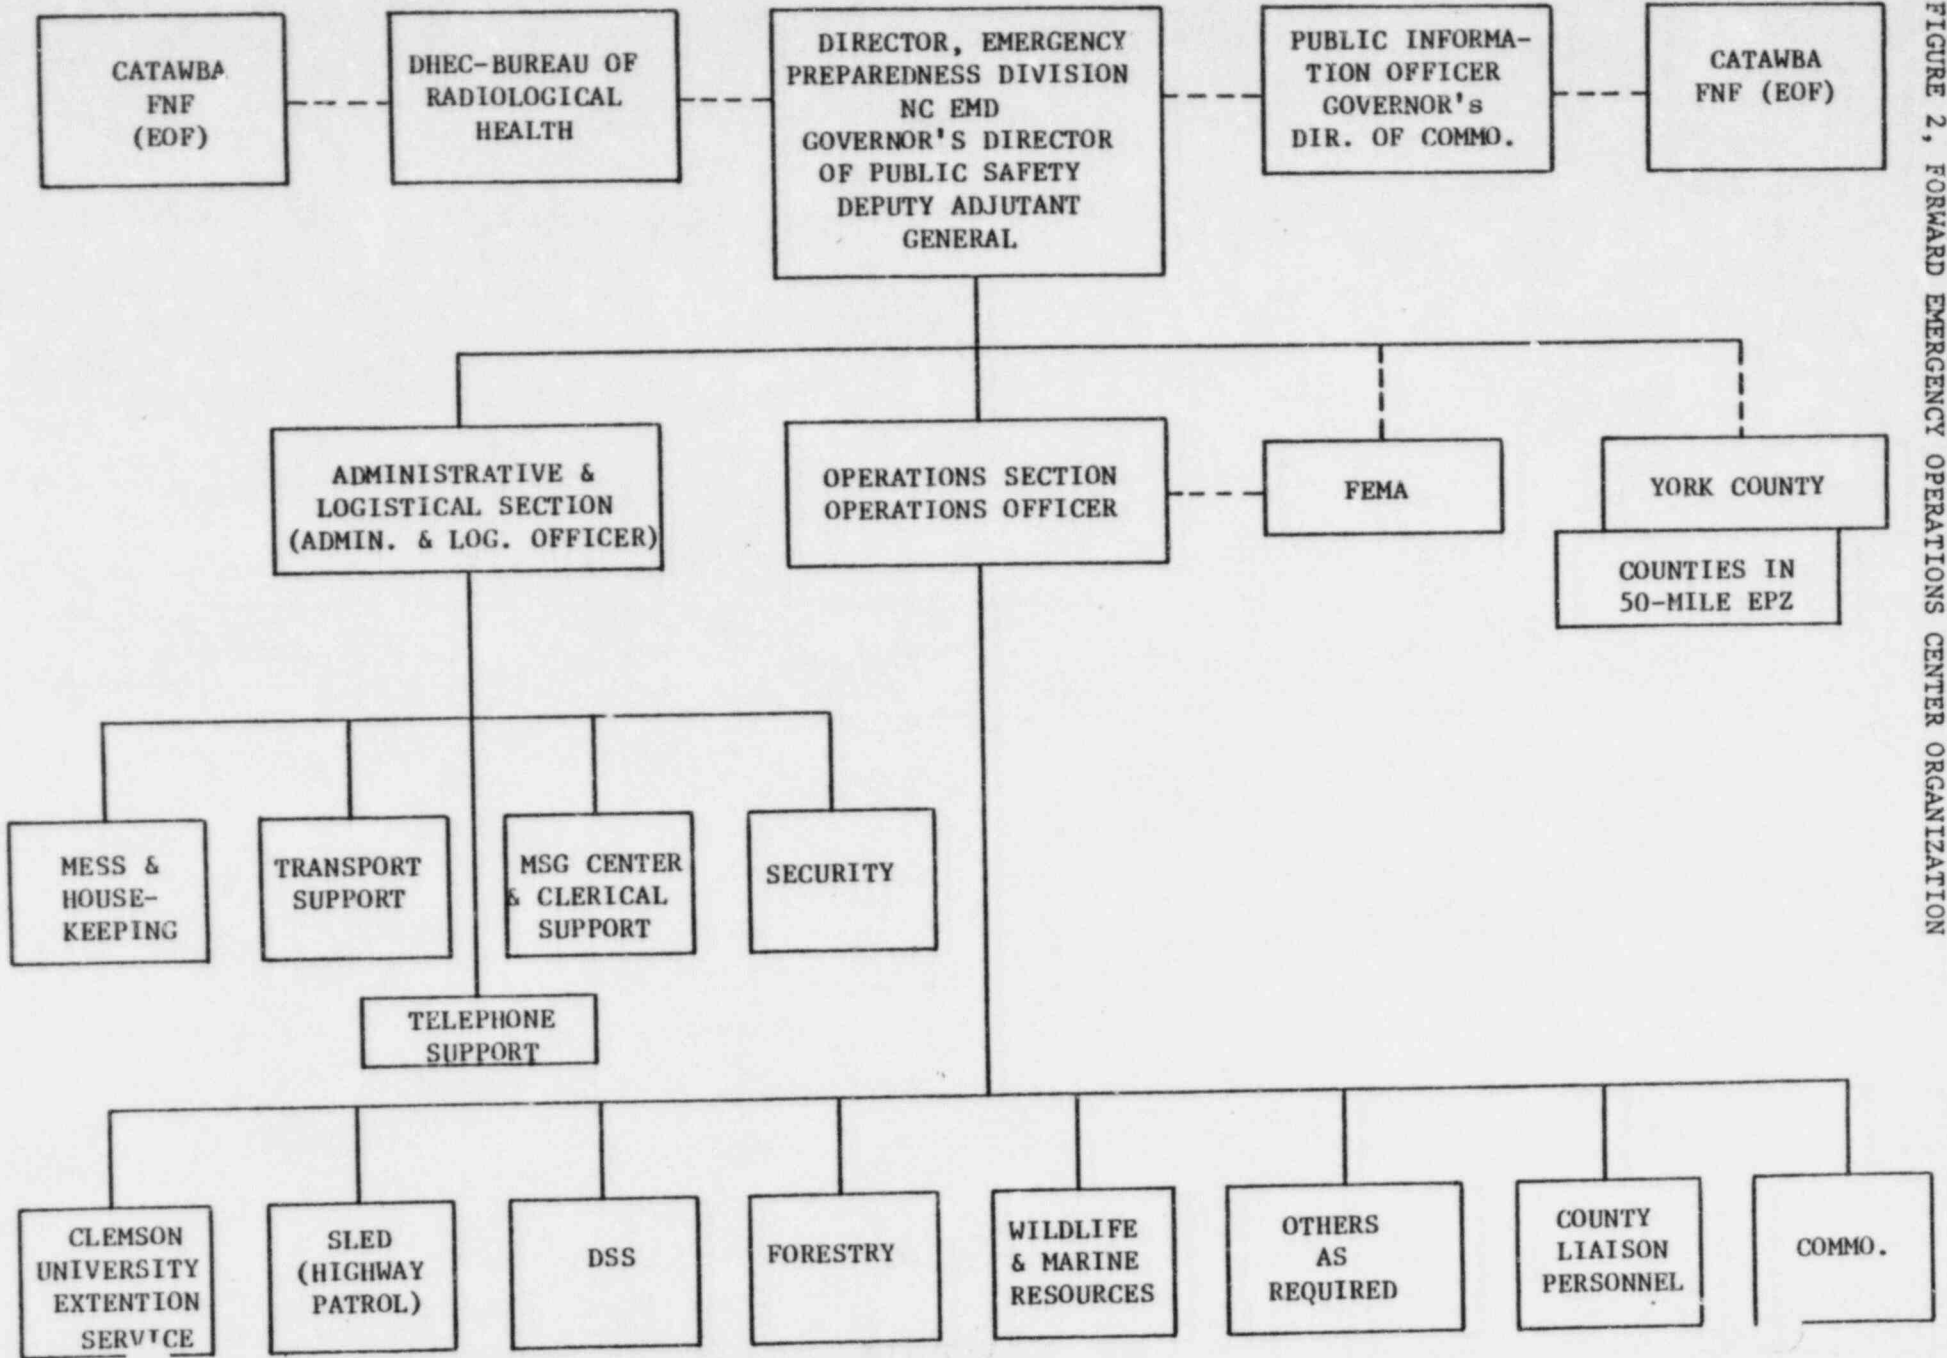 CATAWBA
FNF
(EOF)
DHEC-BUREAU OF
RADIOLOGICAL
HEALTH
DIRECTOR, EMERGENCY
PREPAREDNESS DIVISION
NC EMD
GOVERNOR'S DIRECTOR
OF PUBLIC SAFETY
DEPUTY ADJUTANT
GENERAL
PUBLIC INFORMA-
TION OFFICER
GOVERNOR's
DIR. OF COMMO.
CATAWBA
FNF (EOF)
FIGURE 2, FORWARD EMERGENCY OPERATIONS CENTER ORGANIZATION
ADMINISTRATIVE &
LOGISTICAL SECTION
(ADMIN. & LOG. OFFICER)
OPERATIONS SECTION
OPERATIONS OFFICER
FEMA
YORK COUNTY
COUNTIES IN
50-MILE EPZ
MESS &
HOUSE-
KEEPING
TRANSPORT
SUPPORT
MSG CENTER
& CLERICAL
SUPPORT
SECURITY
TELEPHONE
SUPPORT
CLEMSON
UNIVERSITY
EXTENTION
SERVICE
SLED
(HIGHWAY
PATROL)
DSS
FORESTRY
WILDLIFE
& MARINE
RESOURCES
OTHERS
AS
REQUIRED
COUNTY
LIAISON
PERSONNEL
COMMO.